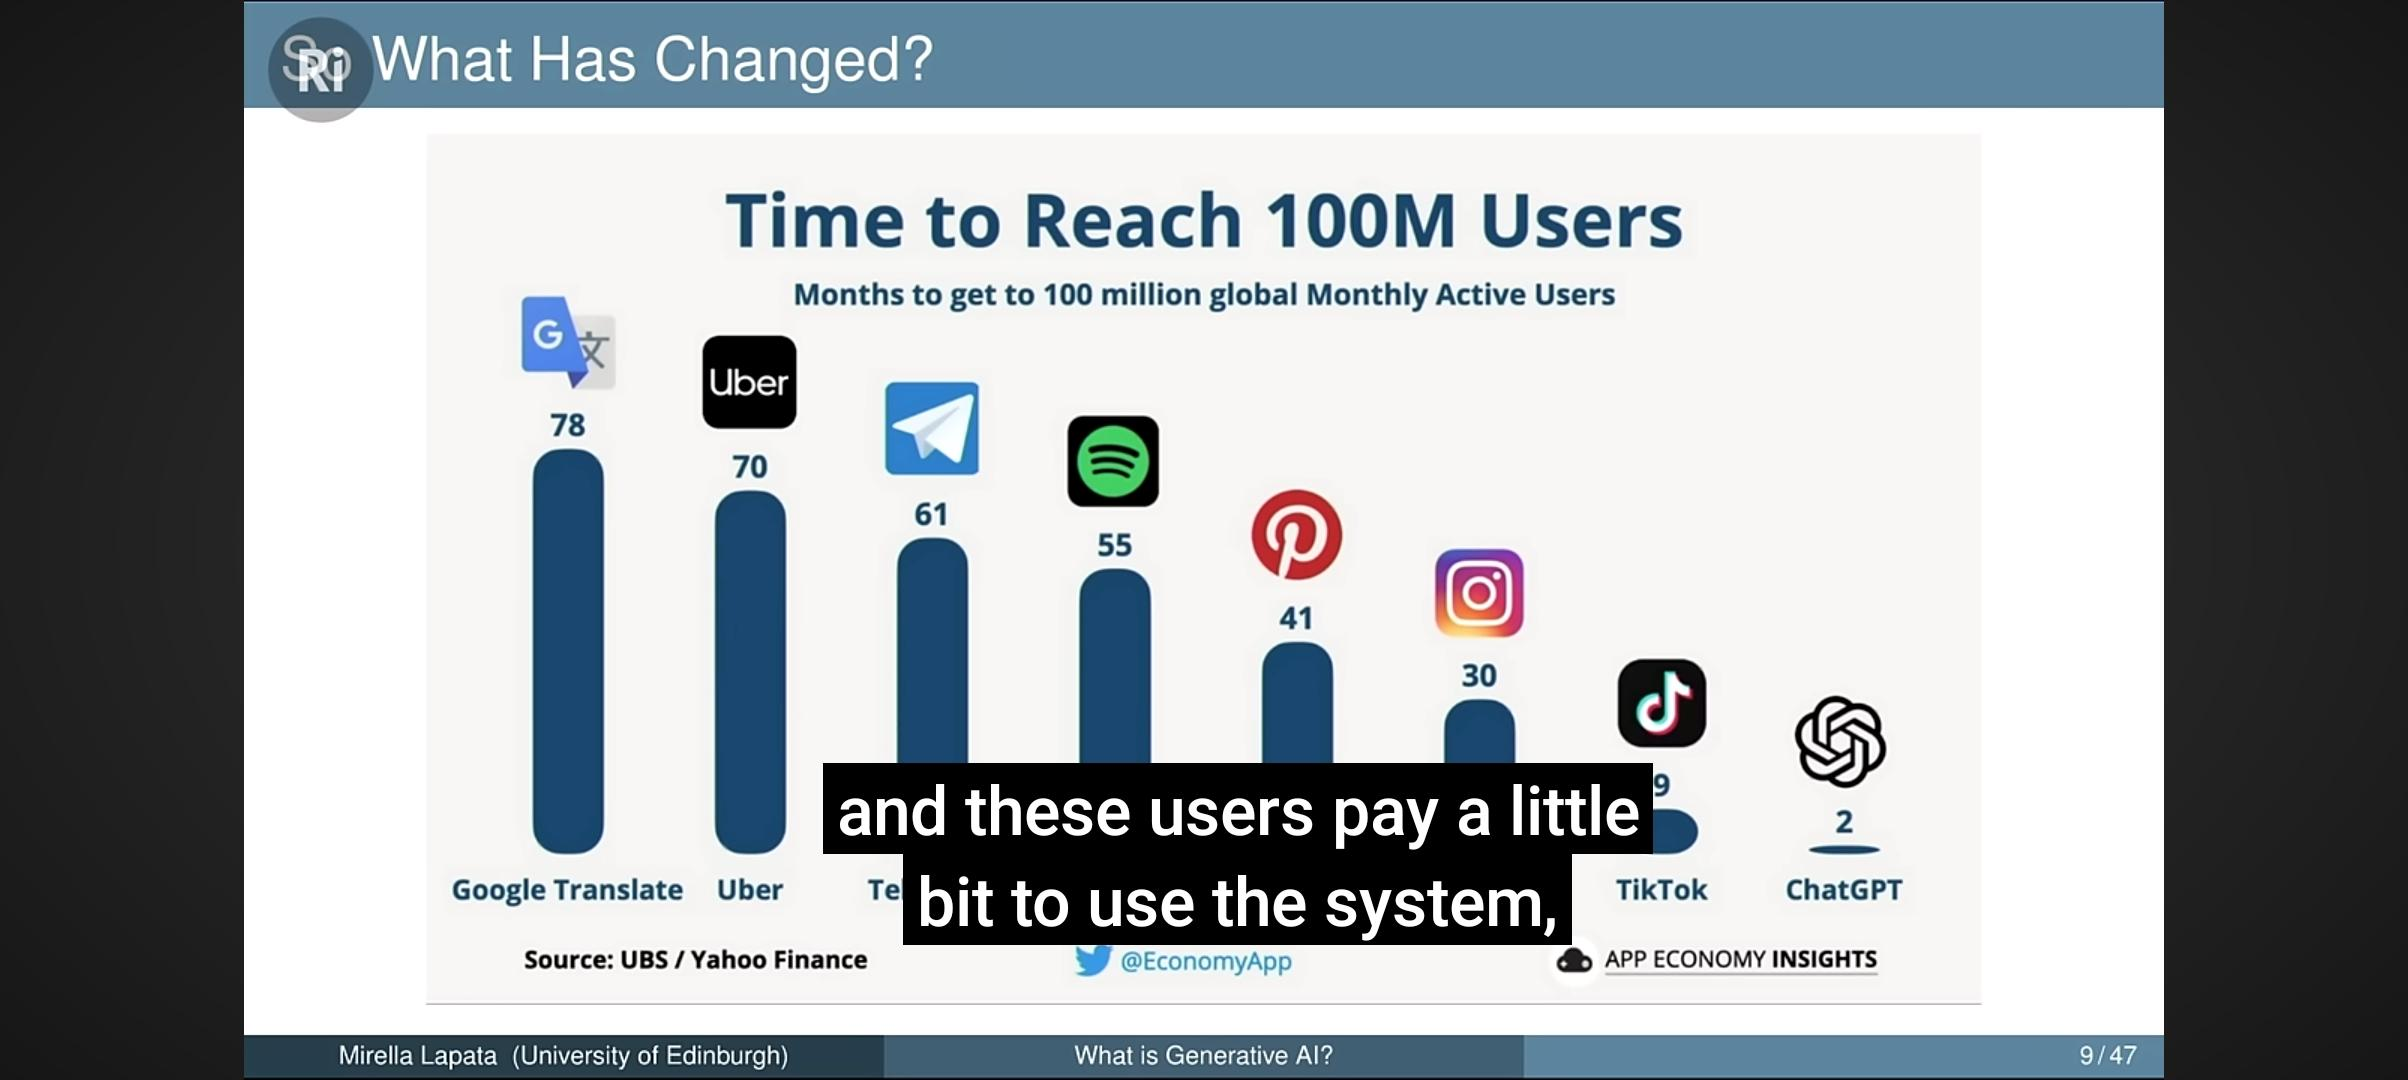 So What Has Changed?
Ri
Time to Reach 100M Users
Months to get to 100 million global Monthly Active Users
G 文
Uber
78
70
61
55
41
30
9
2
and these users pay a little
bit to use the system,
Google Translate Uber Te TikTok ChatGPT
Source: UBS / Yahoo Finance @EconomyApp APP ECONOMY INSIGHTS
Mirella Lapata (University of Edinburgh) What is Generative AI? 9 / 47